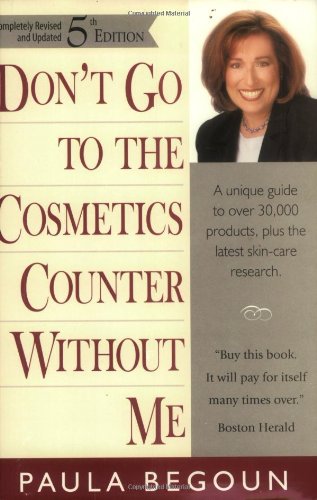 Completely Revised
and Updated
5th EDITION
DON'T GO
TO THE
COSMETICS
COUNTER
WITHOUT
ME
A unique guide
to over 30,000
products, plus the
latest skin-care
research.
"Buy this book.
It will pay for itself
many times over."
Boston Herald
PAULA BEGOUN